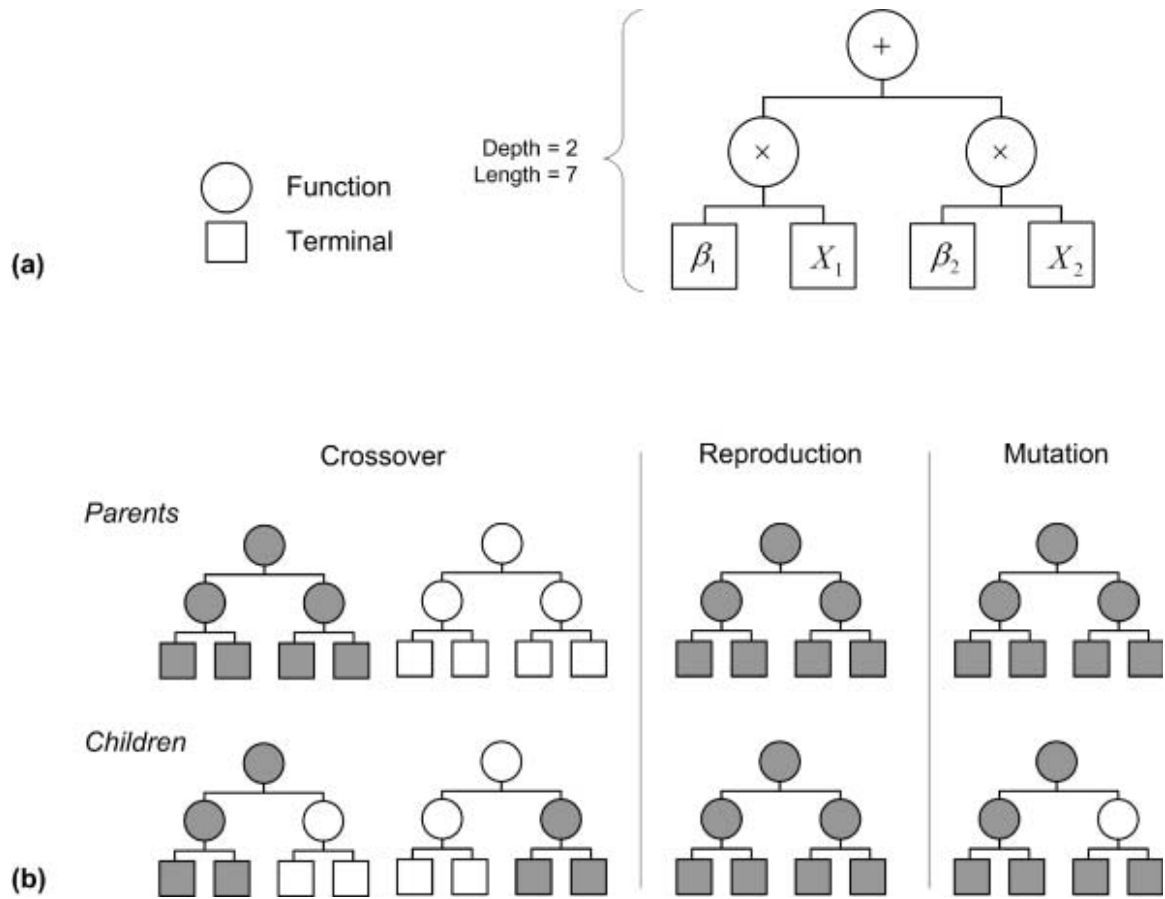 +
Depth = 2
Length = 7
× ×
Function
Terminal
β₁ X₁ β₂ X₂
(a)
Crossover Reproduction Mutation
Parents
Children
(b)